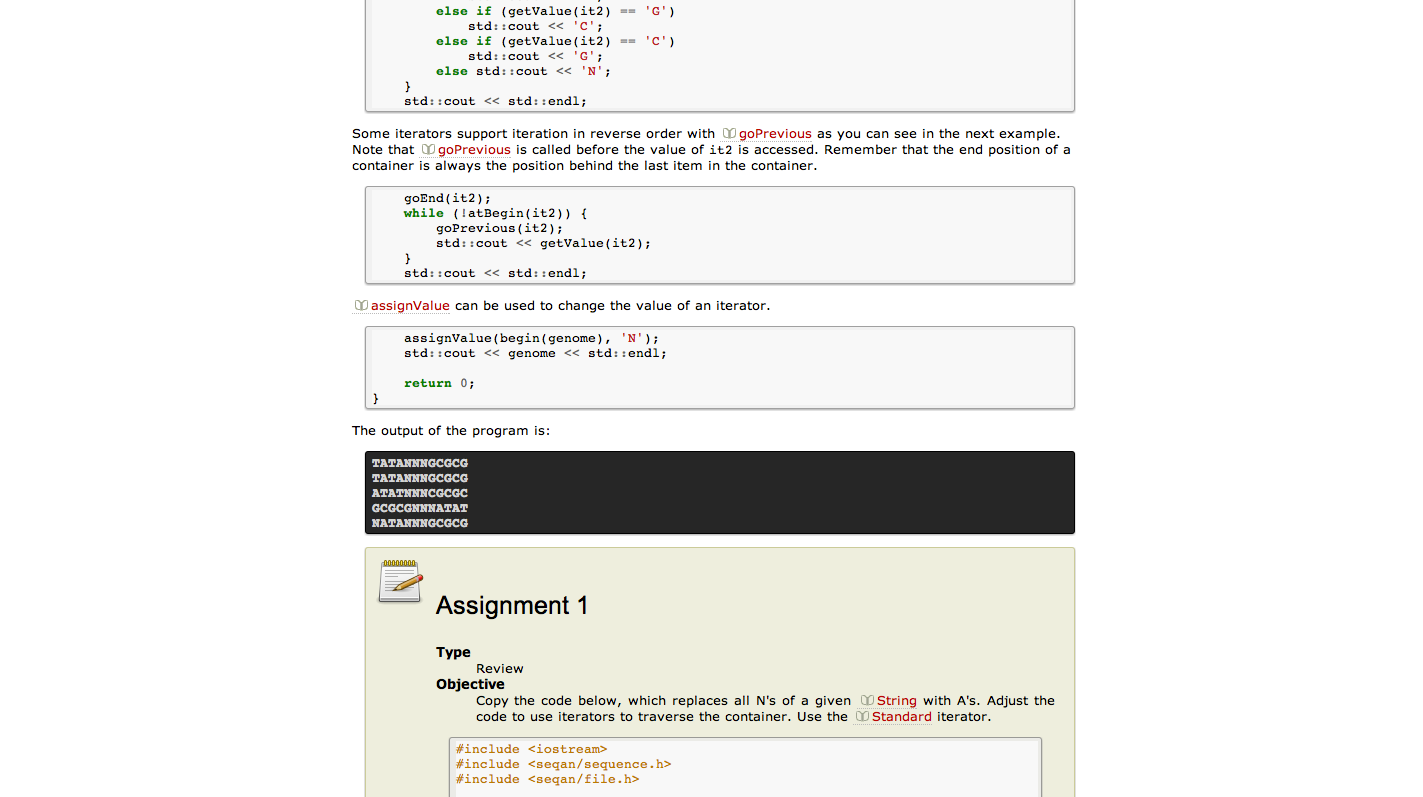 else if (getValue(it2) == 'G')
std::cout << 'C';
else if (getValue(it2) == 'C')
std::cout << 'G';
else std::cout << 'N';
}
std::cout << std::endl;
Some iterators support iteration in reverse order with goPrevious as you can see in the next example.
Note that goPrevious is called before the value of it2 is accessed. Remember that the end position of a
container is always the position behind the last item in the container.
goEnd(it2);
while (!atBegin(it2)) {
goPrevious(it2);
std::cout << getValue(it2);
}
std::cout << std::endl;
assignValue can be used to change the value of an iterator.
assignValue(begin(genome), 'N');
std::cout << genome << std::endl;
return 0;
}
The output of the program is:
TATANNNGCGCG
TATANNNGCGCG
ATATNNNCGCGC
GCGCGNNNATAT
NATANNNGCGCG
Assignment 1
Type
Review
Objective
Copy the code below, which replaces all N's of a given String with A's. Adjust the
code to use iterators to traverse the container. Use the Standard iterator.
#include <iostream>
#include <seqan/sequence.h>
#include <seqan/file.h>